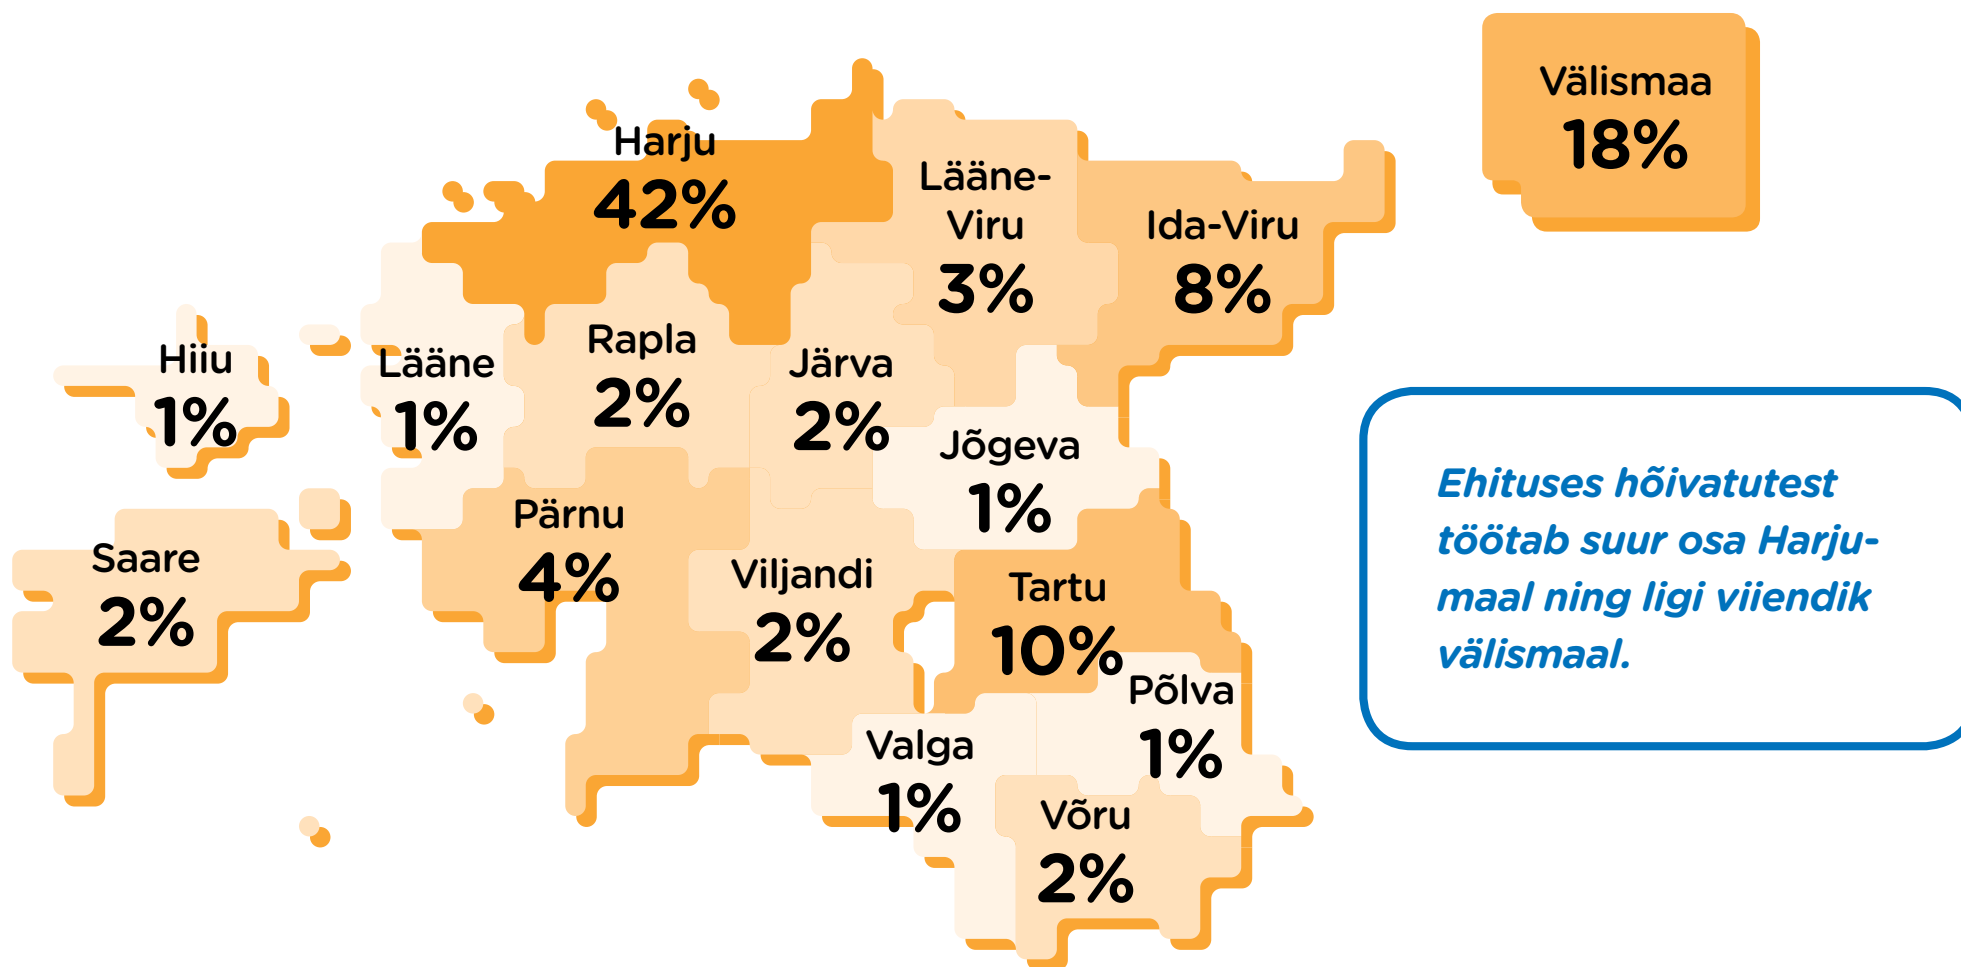 Välismaa
18%
Harju
42%
Lääne-
Viru
3%
Ida-Viru
8%
Hiiu
1%
Lääne
1%
Rapla
2%
Järva
2%
Jõgeva
1%
Saare
2%
Pärnu
4%
Viljandi
2%
Tartu
10%
Põlva
1%
Valga
1%
Võru
2%
Ehituses hõivatutest
töötab suur osa Harju-
maal ning ligi viiendik
välismaal.